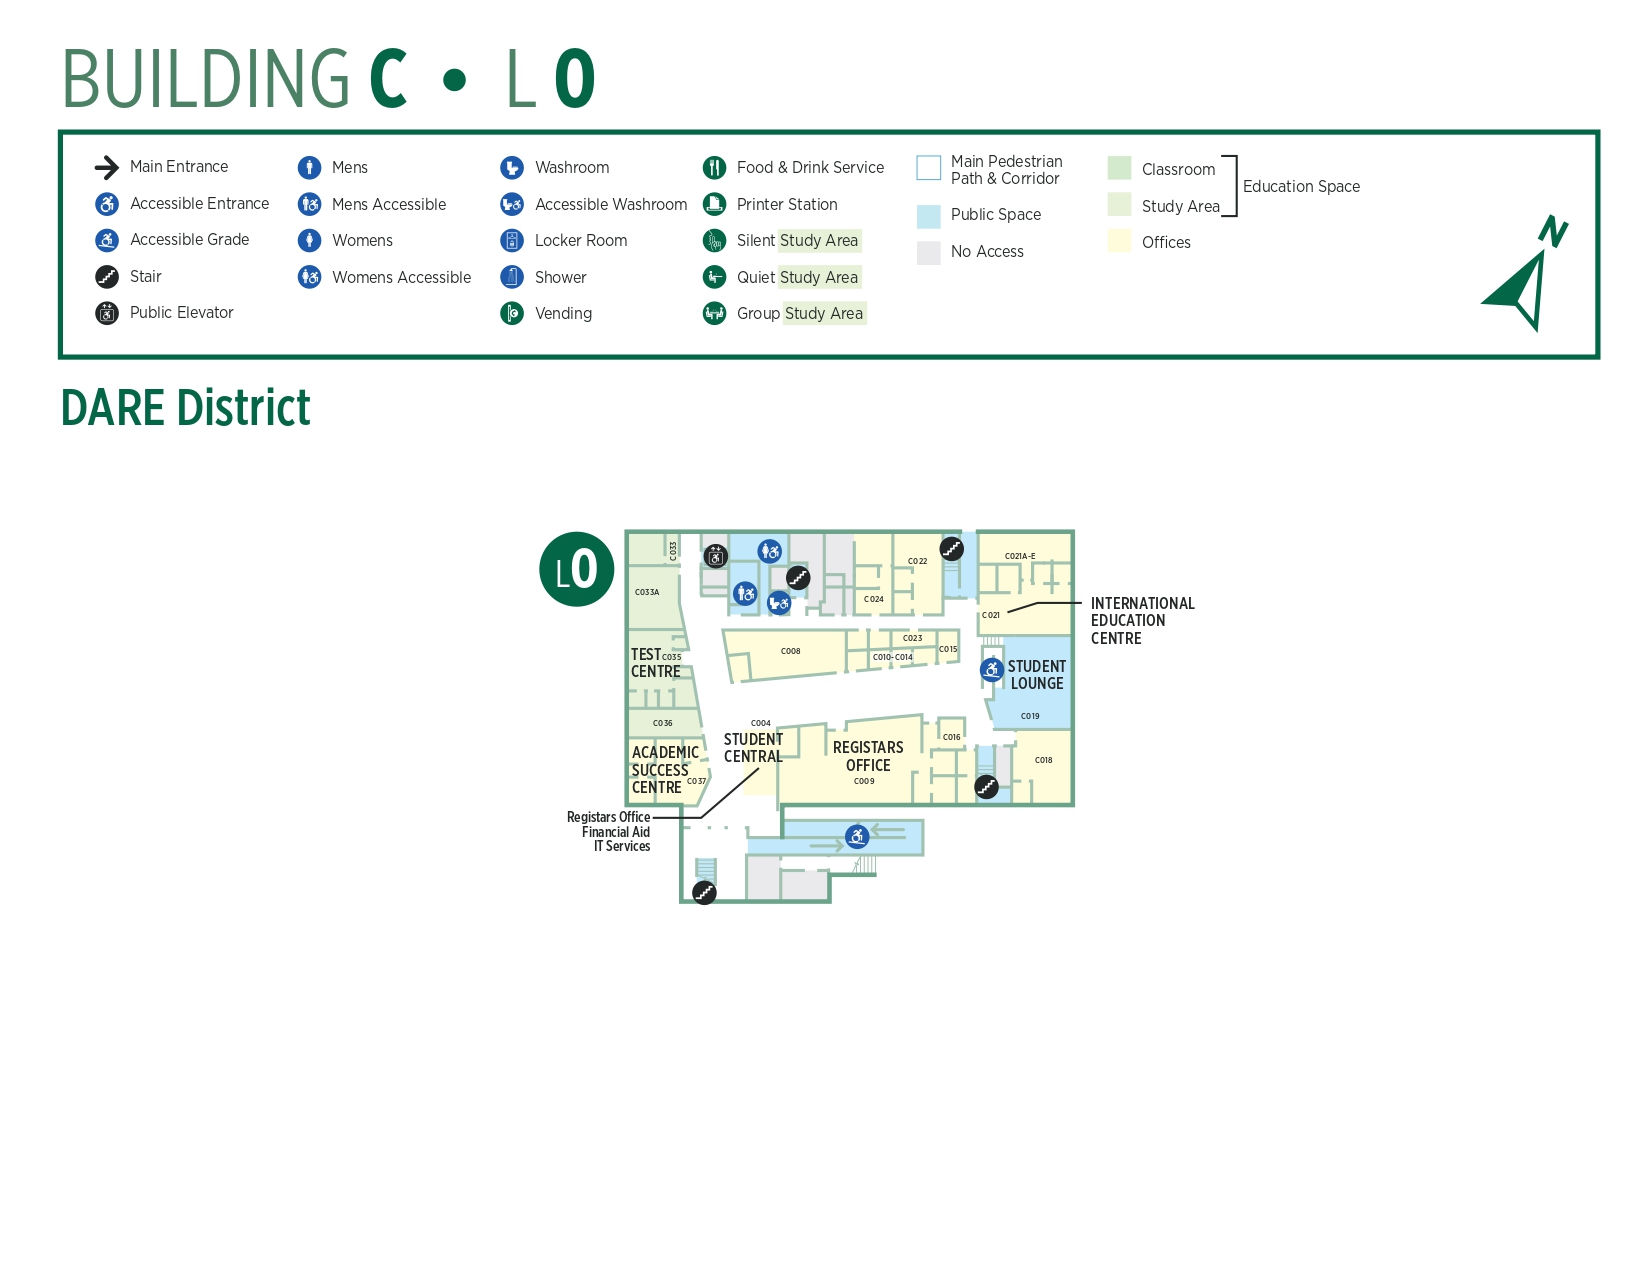 BUILDING C • L 0
Main Entrance
Accessible Entrance
Accessible Grade
Stair
Public Elevator
Mens
Mens Accessible
Womens
Womens Accessible
Washroom
Accessible Washroom
Locker Room
Shower
Vending
Food & Drink Service
Printer Station
Silent Study Area
Quiet Study Area
Group Study Area
Main Pedestrian
Path & Corridor
Public Space
No Access
Classroom
Study Area
Offices
Education Space
N
DARE District
L0
C033
C033A
C022
C024
C021A-E
C021
INTERNATIONAL
EDUCATION
CENTRE
C008
C023
C010-C014
C015
TEST
C035
CENTRE
STUDENT
LOUNGE
C019
C036
C004
STUDENT
CENTRAL
REGISTRARS
OFFICE
C009
C016
C018
ACADEMIC
SUCCESS
CENTRE
C037
Registars Office
Financial Aid
IT Services